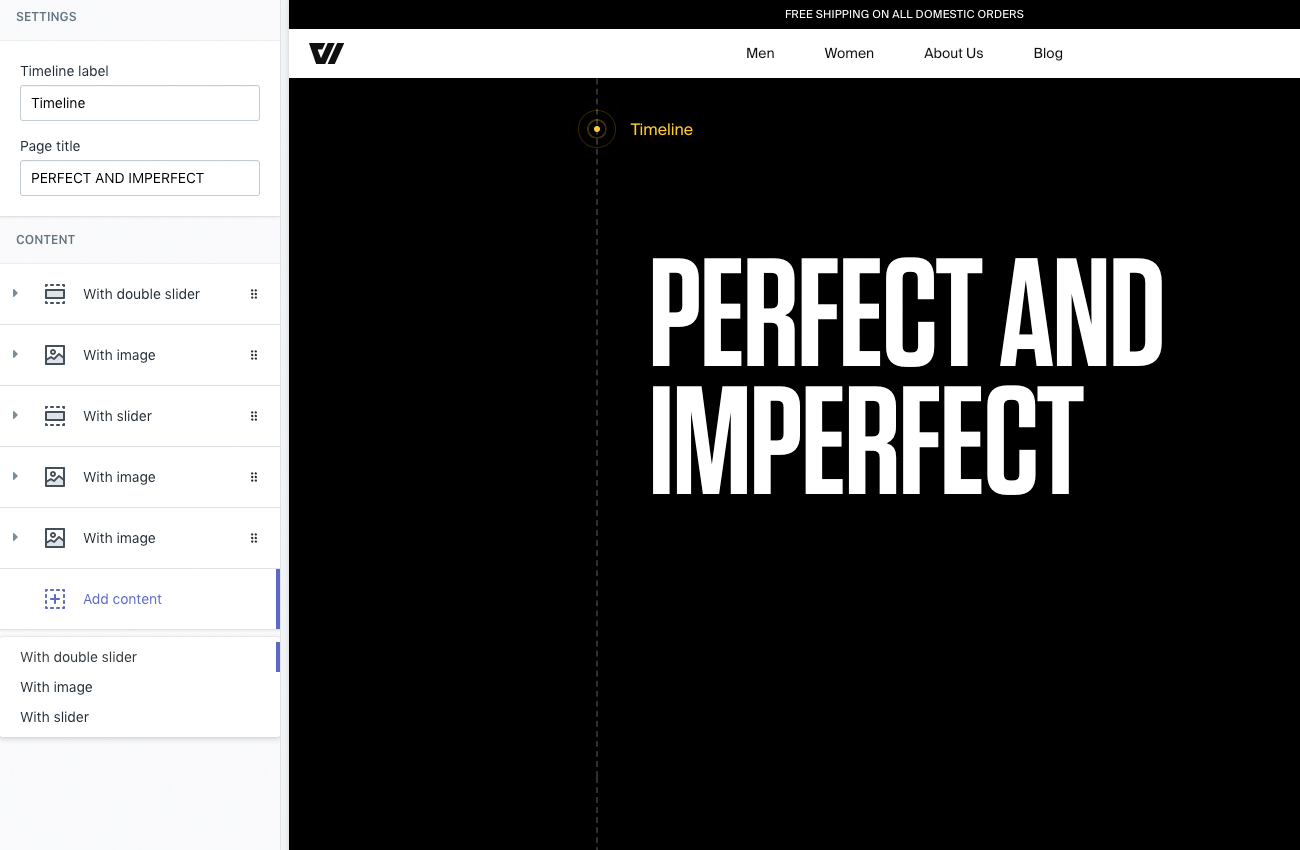 SETTINGS
Timeline label
Timeline
Page title
PERFECT AND IMPERFECT
CONTENT
With double slider
With image
With slider
With image
With image
Add content
With double slider
With image
With slider
FREE SHIPPING ON ALL DOMESTIC ORDERS
Men Women About Us Blog
Timeline
PERFECT AND
IMPERFECT